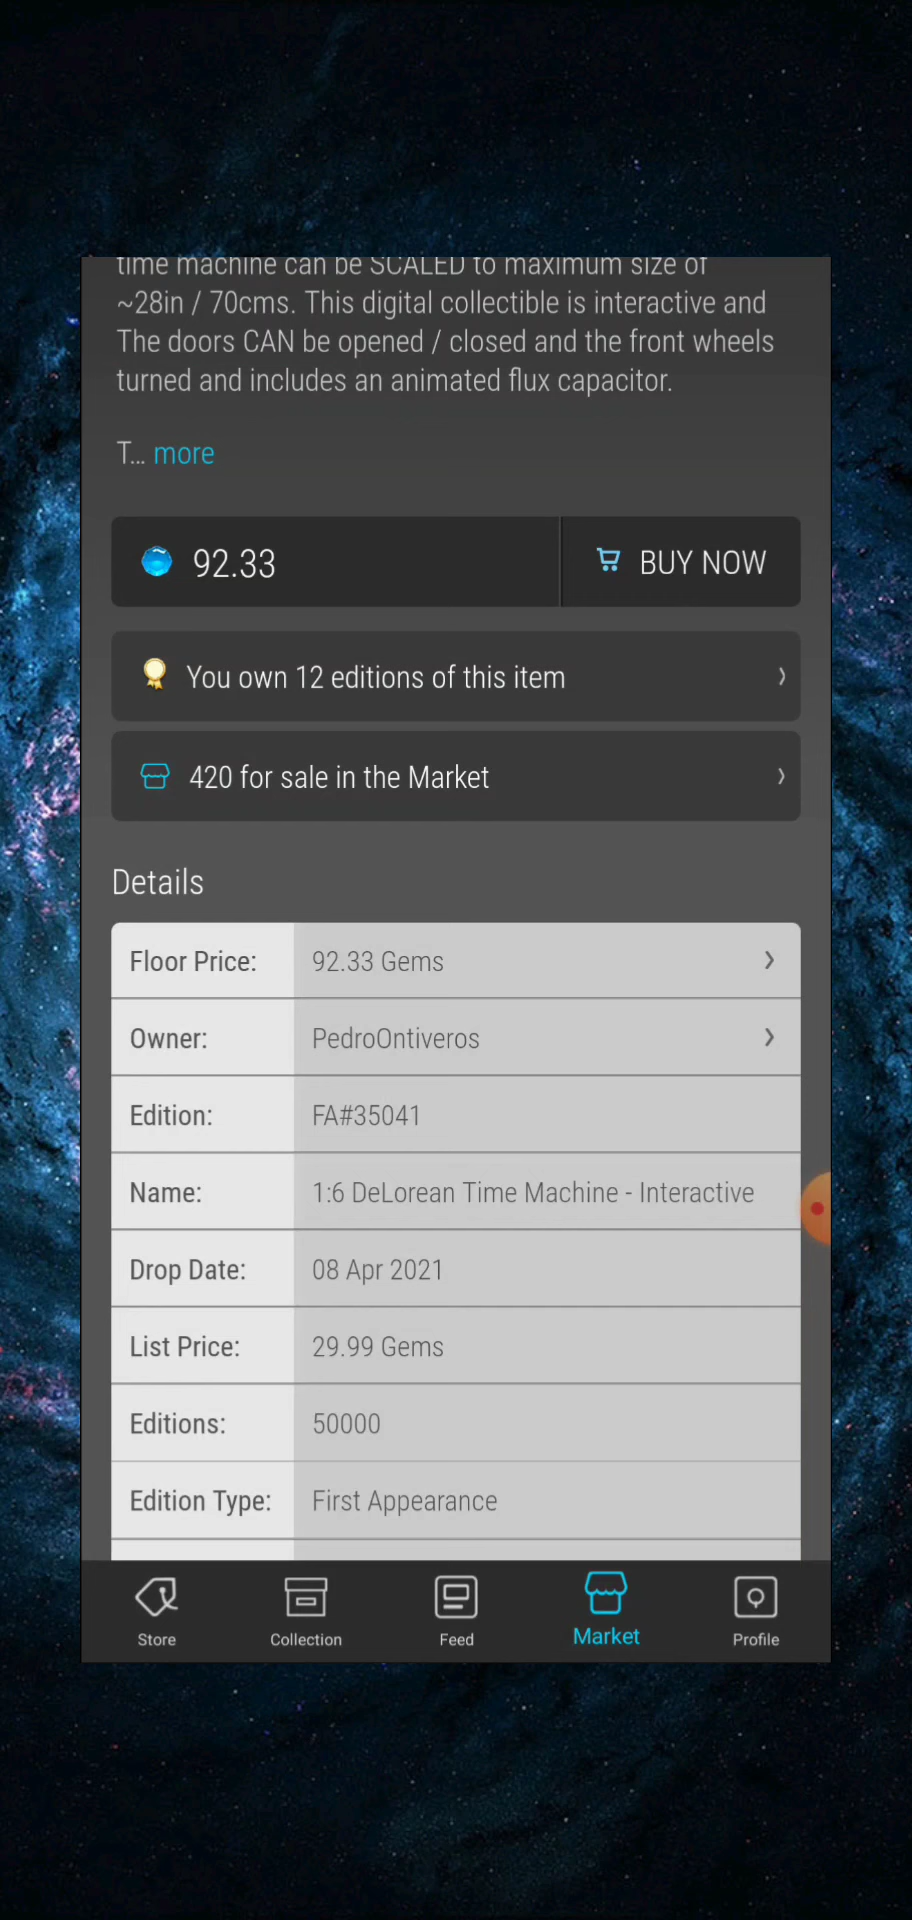 time machine can be SCALED to maximum size of
~28in / 70cms. This digital collectible is interactive and
The doors CAN be opened / closed and the front wheels
turned and includes an animated flux capacitor.
T... more
92.33
BUY NOW
You own 12 editions of this item
420 for sale in the Market
Details
Floor Price: 92.33 Gems
Owner: PedroOntiveros
Edition: FA#35041
Name: 1:6 DeLorean Time Machine - Interactive
Drop Date: 08 Apr 2021
List Price: 29.99 Gems
Editions: 50000
Edition Type: First Appearance
Store
Collection
Feed
Market
Profile